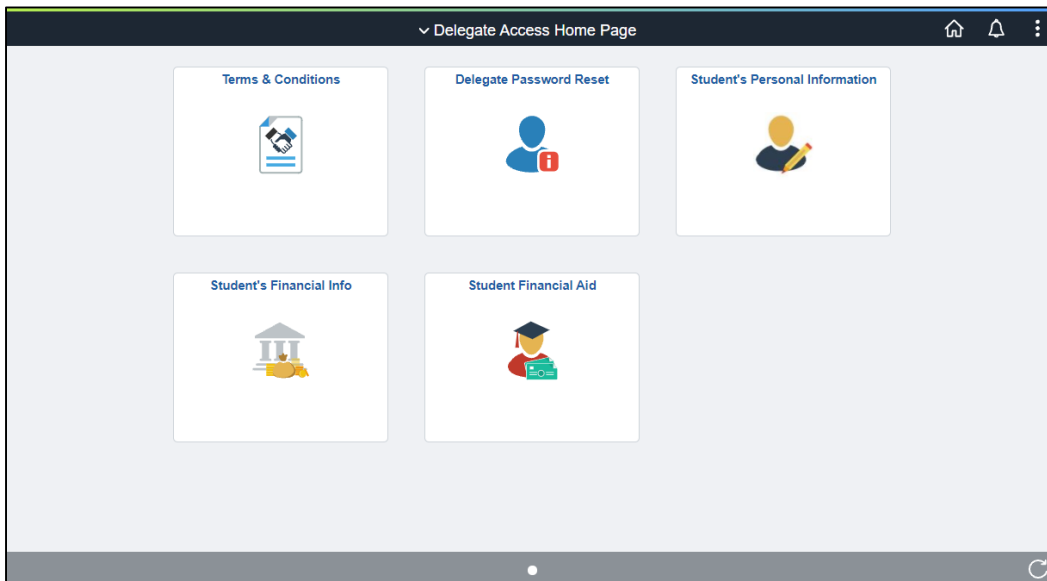 Delegate Access Home Page
Terms & Conditions
Delegate Password Reset
Student's Personal Information
Student's Financial Info
Student Financial Aid